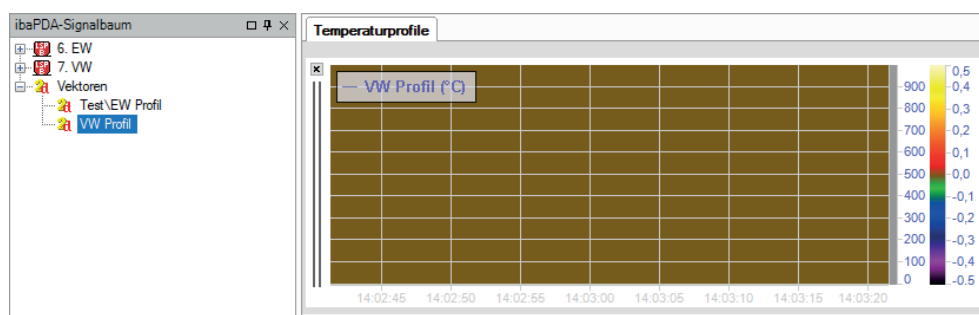 ibaPDA-Signalbaum
6. EW
7. VW
Vektoren
Test\EW Profil
VW Profil
Temperaturprofile
VW Profil (°C)
900
800
700
600
500
400
300
200
100
0
0,5
0,4
0,3
0,2
0,1
0,0
-0,1
-0,2
-0,3
-0,4
-0.5
14:02:45 14:02:50 14:02:55 14:03:00 14:03:05 14:03:10 14:03:15 14:03:20